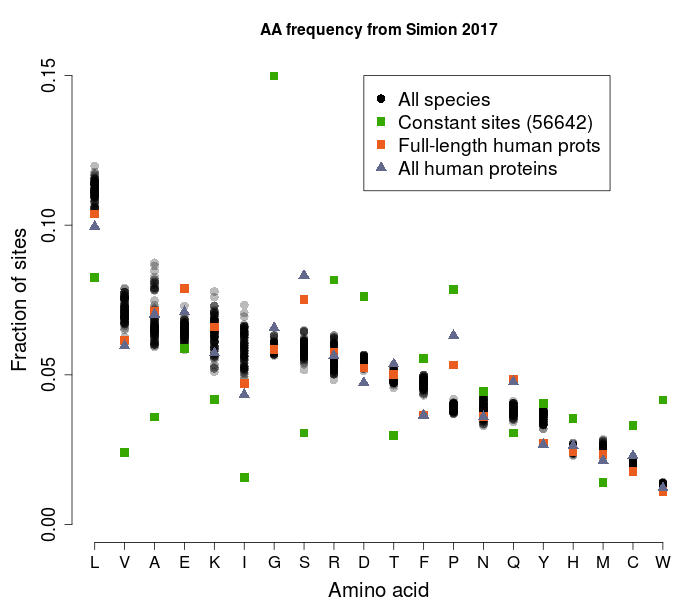 AA frequency from Simion 2017
All species
Constant sites (56642)
Full-length human prots
All human proteins
Fraction of sites
0.15
0.10
0.05
0.00
L V A E K I G S R D T F P N Q Y H M C W
Amino acid